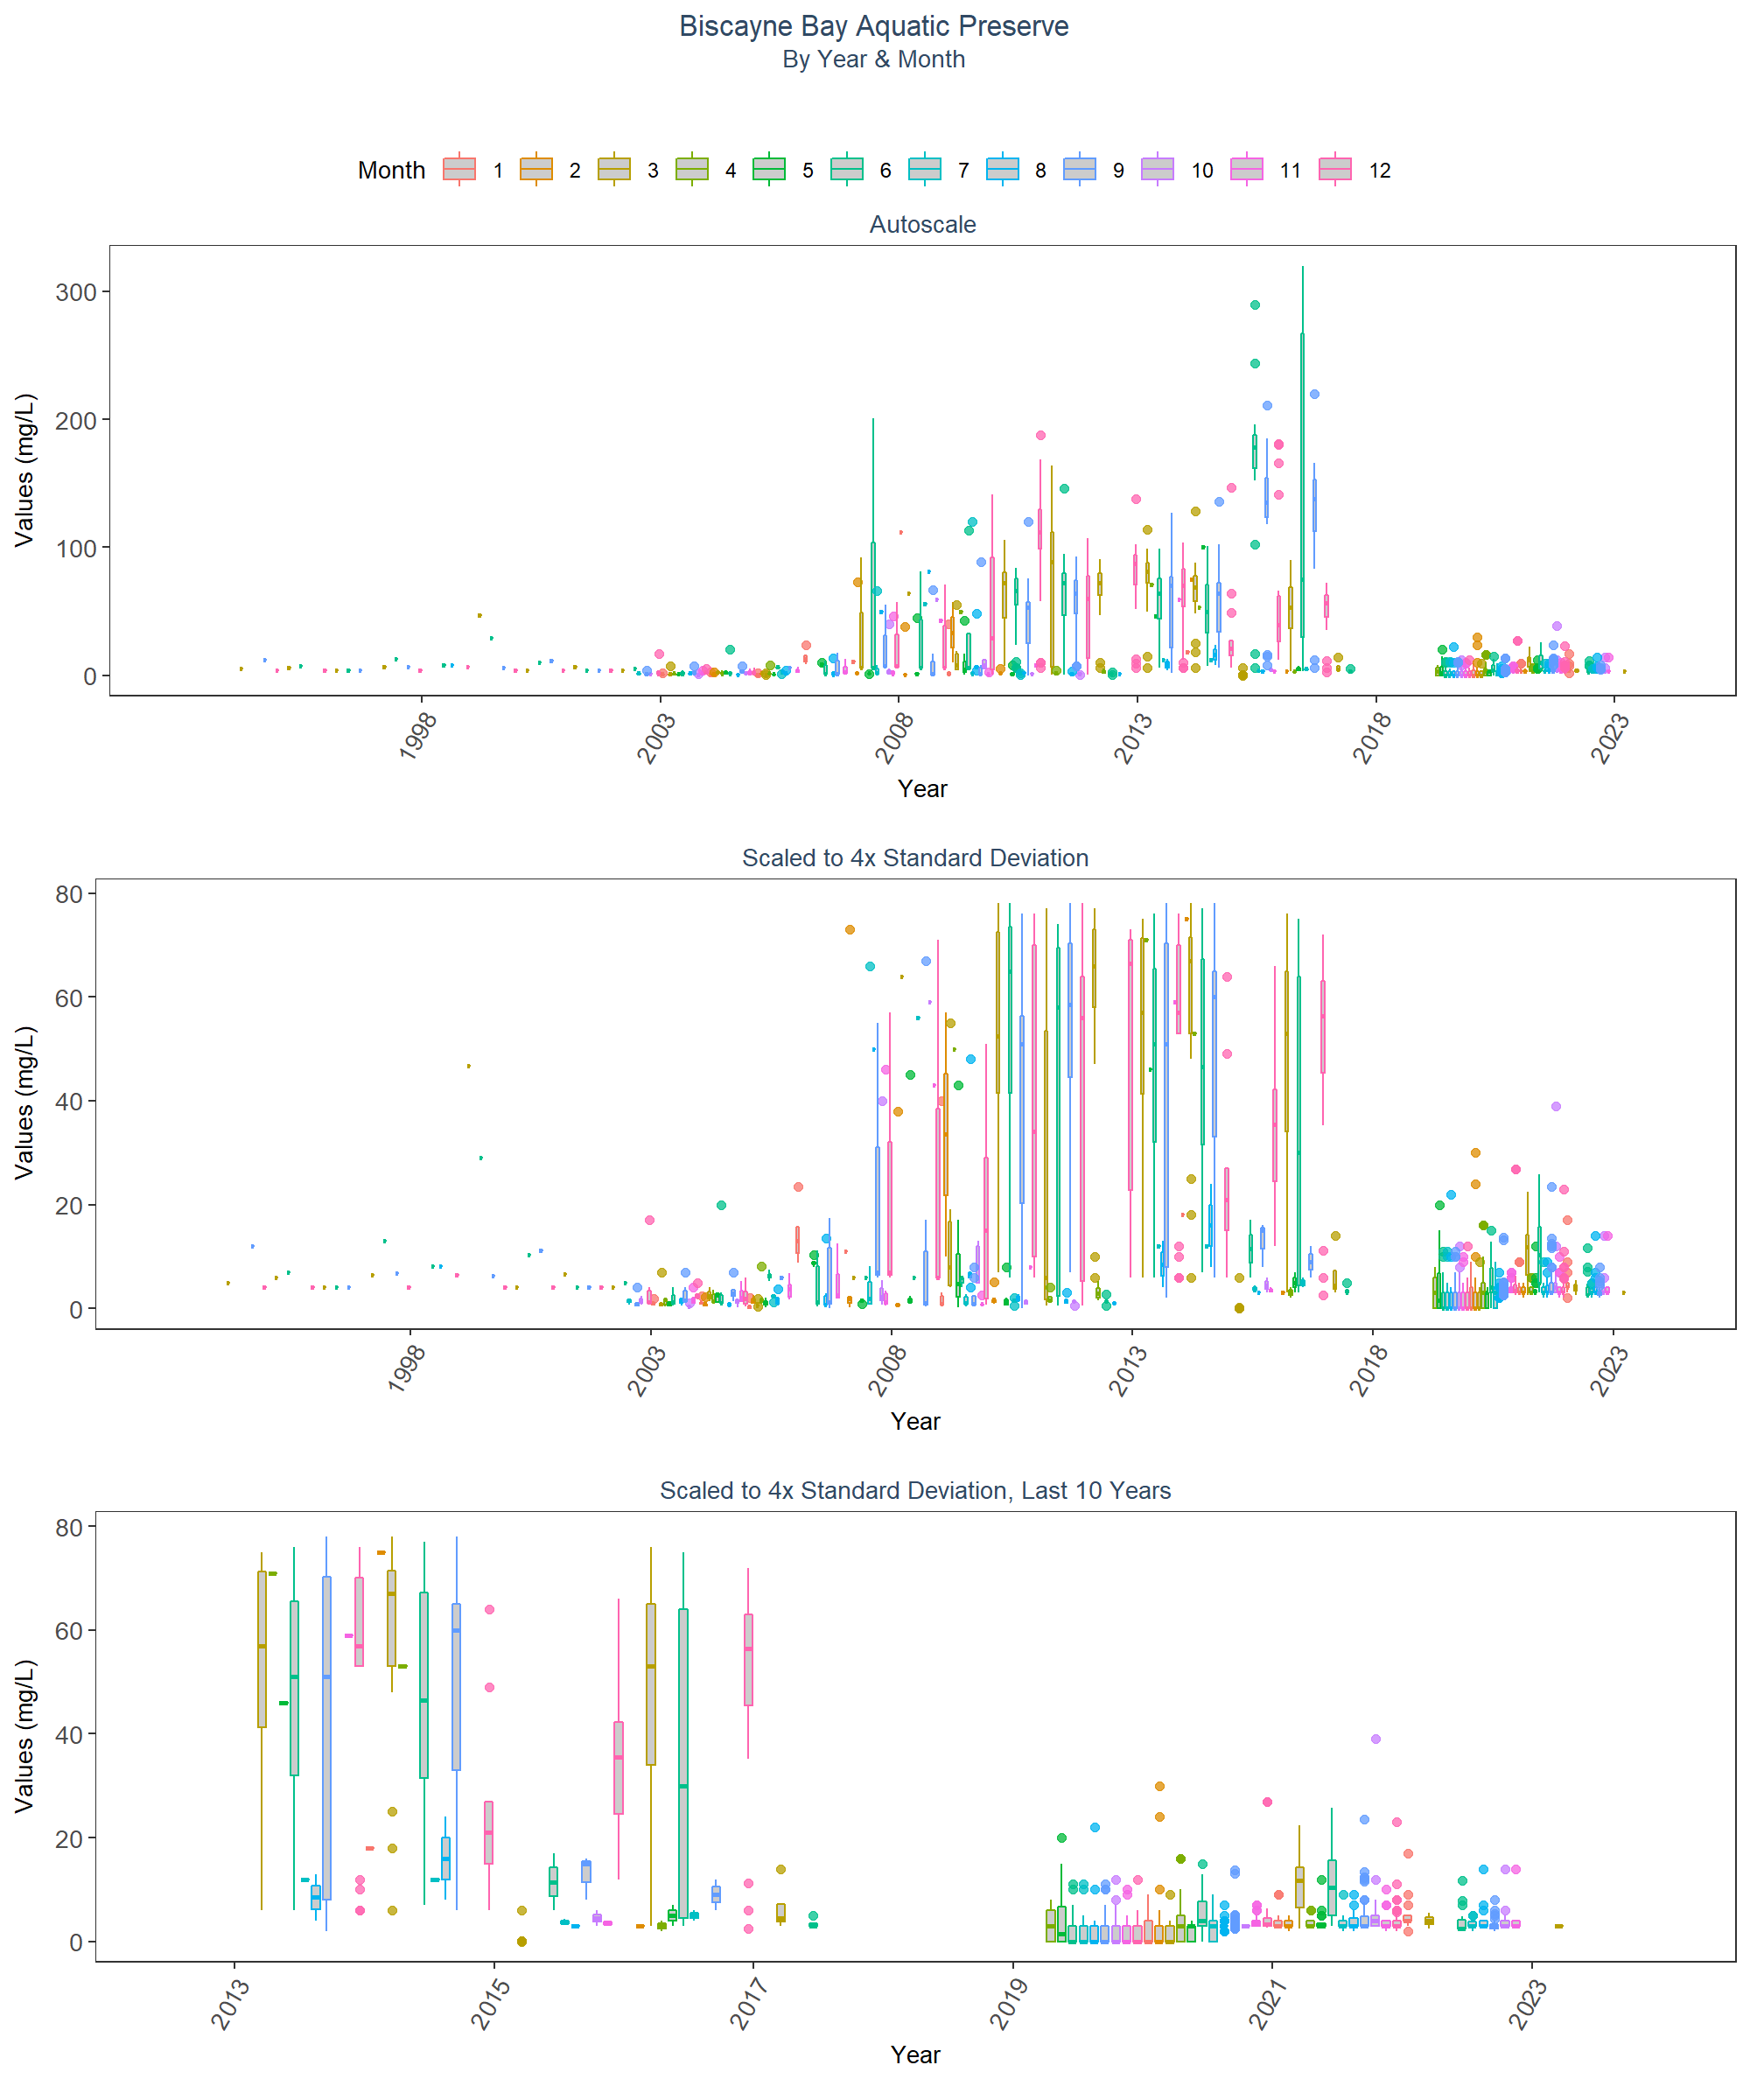 Biscayne Bay Aquatic Preserve
By Year & Month
Month 1 2 3 4 5 6 7 8 9 10 11 12
Autoscale
Values (mg/L)
300
200
100
0
1998 2003 2008 2013 2018 2023
Year
Scaled to 4x Standard Deviation
Values (mg/L)
80
60
40
20
0
1998 2003 2008 2013 2018 2023
Year
Scaled to 4x Standard Deviation, Last 10 Years
Values (mg/L)
80
60
40
20
0
2013 2015 2017 2019 2021 2023
Year